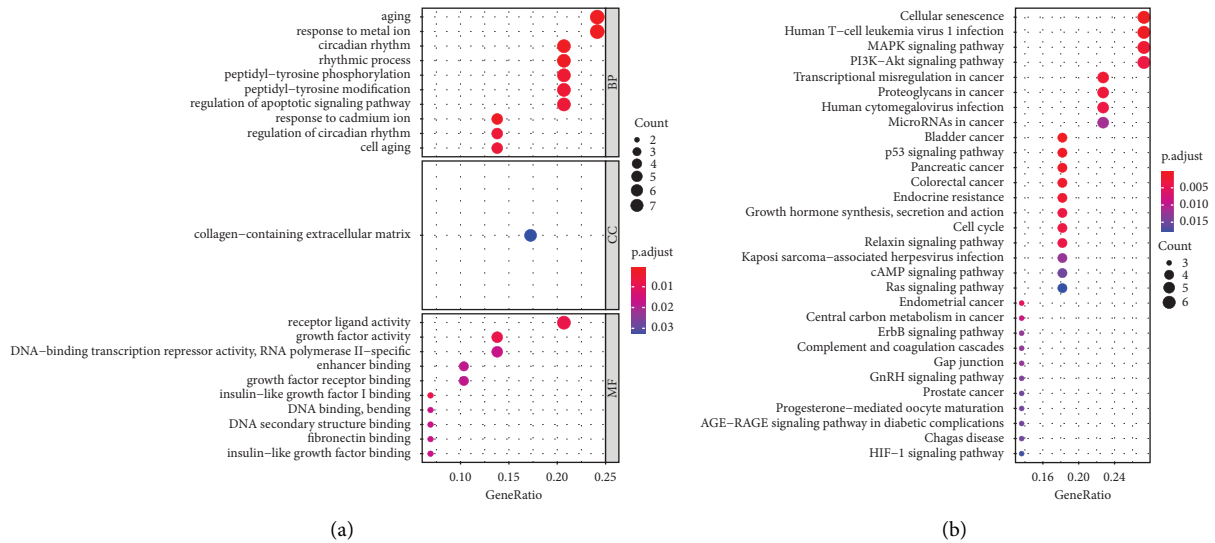 aging
response to metal ion
circadian rhythm
rhythmic process
peptidyl−tyrosine phosphorylation
peptidyl−tyrosine modification
regulation of apoptotic signaling pathway
response to cadmium ion
regulation of circadian rhythm
cell aging
BP
collagen−containing extracellular matrix
CC
receptor ligand activity
growth factor activity
DNA−binding transcription repressor activity, RNA polymerase II−specific
enhancer binding
growth factor receptor binding
insulin−like growth factor I binding
DNA binding, bending
DNA secondary structure binding
fibronectin binding
insulin−like growth factor binding
MF
0.10 0.15 0.20 0.25
GeneRatio
Count
2
3
4
5
6
7
p.adjust
0.01
0.02
0.03
(a)
Cellular senescence
Human T−cell leukemia virus 1 infection
MAPK signaling pathway
PI3K−Akt signaling pathway
Transcriptional misregulation in cancer
Proteoglycans in cancer
Human cytomegalovirus infection
MicroRNAs in cancer
Bladder cancer
p53 signaling pathway
Pancreatic cancer
Colorectal cancer
Endocrine resistance
Growth hormone synthesis, secretion and action
Cell cycle
Relaxin signaling pathway
Kaposi sarcoma−associated herpesvirus infection
cAMP signaling pathway
Ras signaling pathway
Endometrial cancer
Central carbon metabolism in cancer
ErbB signaling pathway
Complement and coagulation cascades
Gap junction
GnRH signaling pathway
Prostate cancer
Progesterone−mediated oocyte maturation
AGE−RAGE signaling pathway in diabetic complications
Chagas disease
HIF−1 signaling pathway
0.16 0.20 0.24
GeneRatio
p.adjust
0.005
0.010
0.015
Count
3
4
5
6
(b)